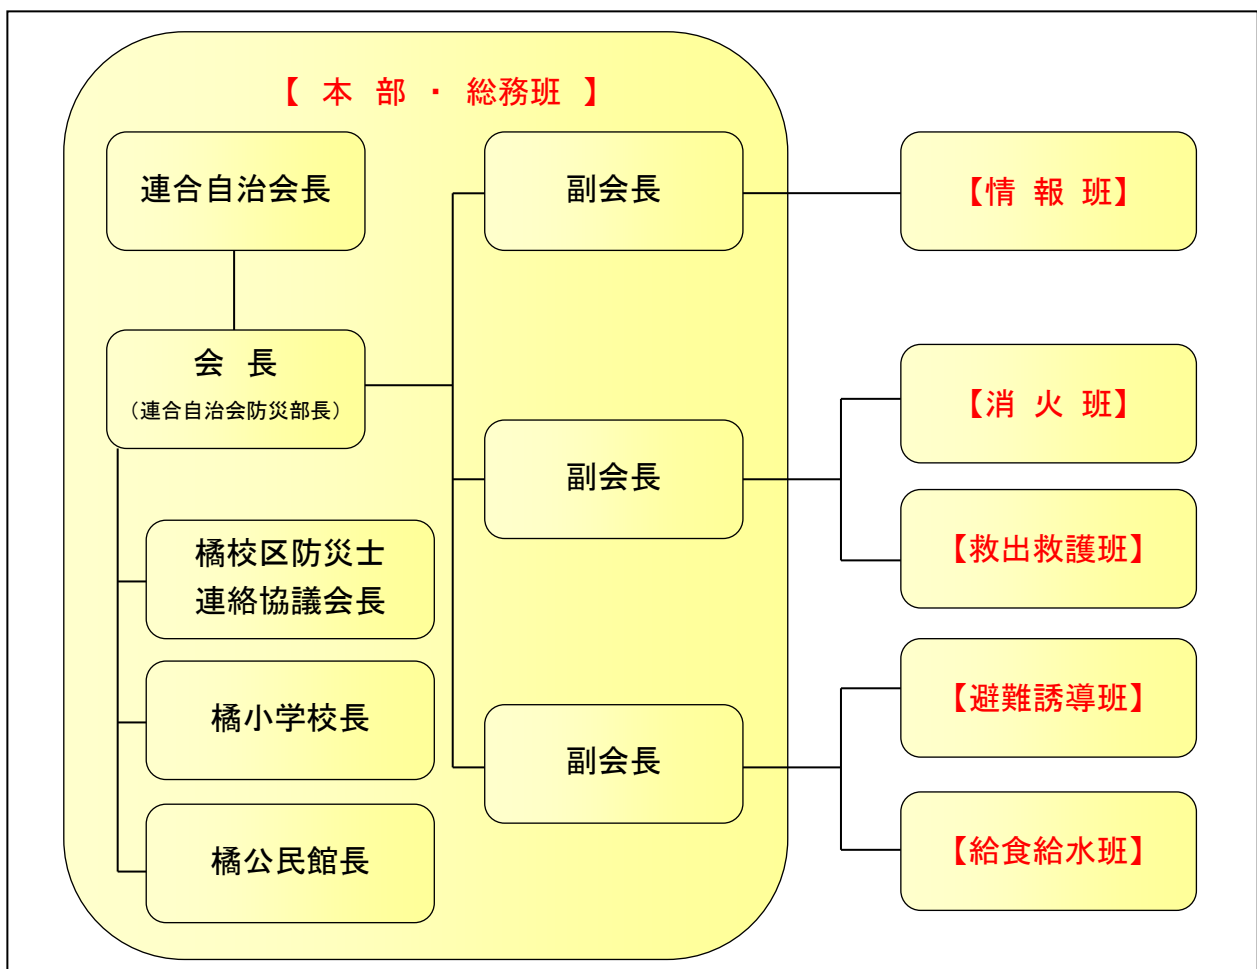 【 本 部 ・ 総務班 】
連合自治会長
会 長
（連合自治会防災部長）
橘校区防災士
連絡協議会長
橘小学校長
橘公民館長
副会長
副会長
副会長
【情 報 班】
【消 火 班】
【救出救護班】
【避難誘導班】
【給食給水班】